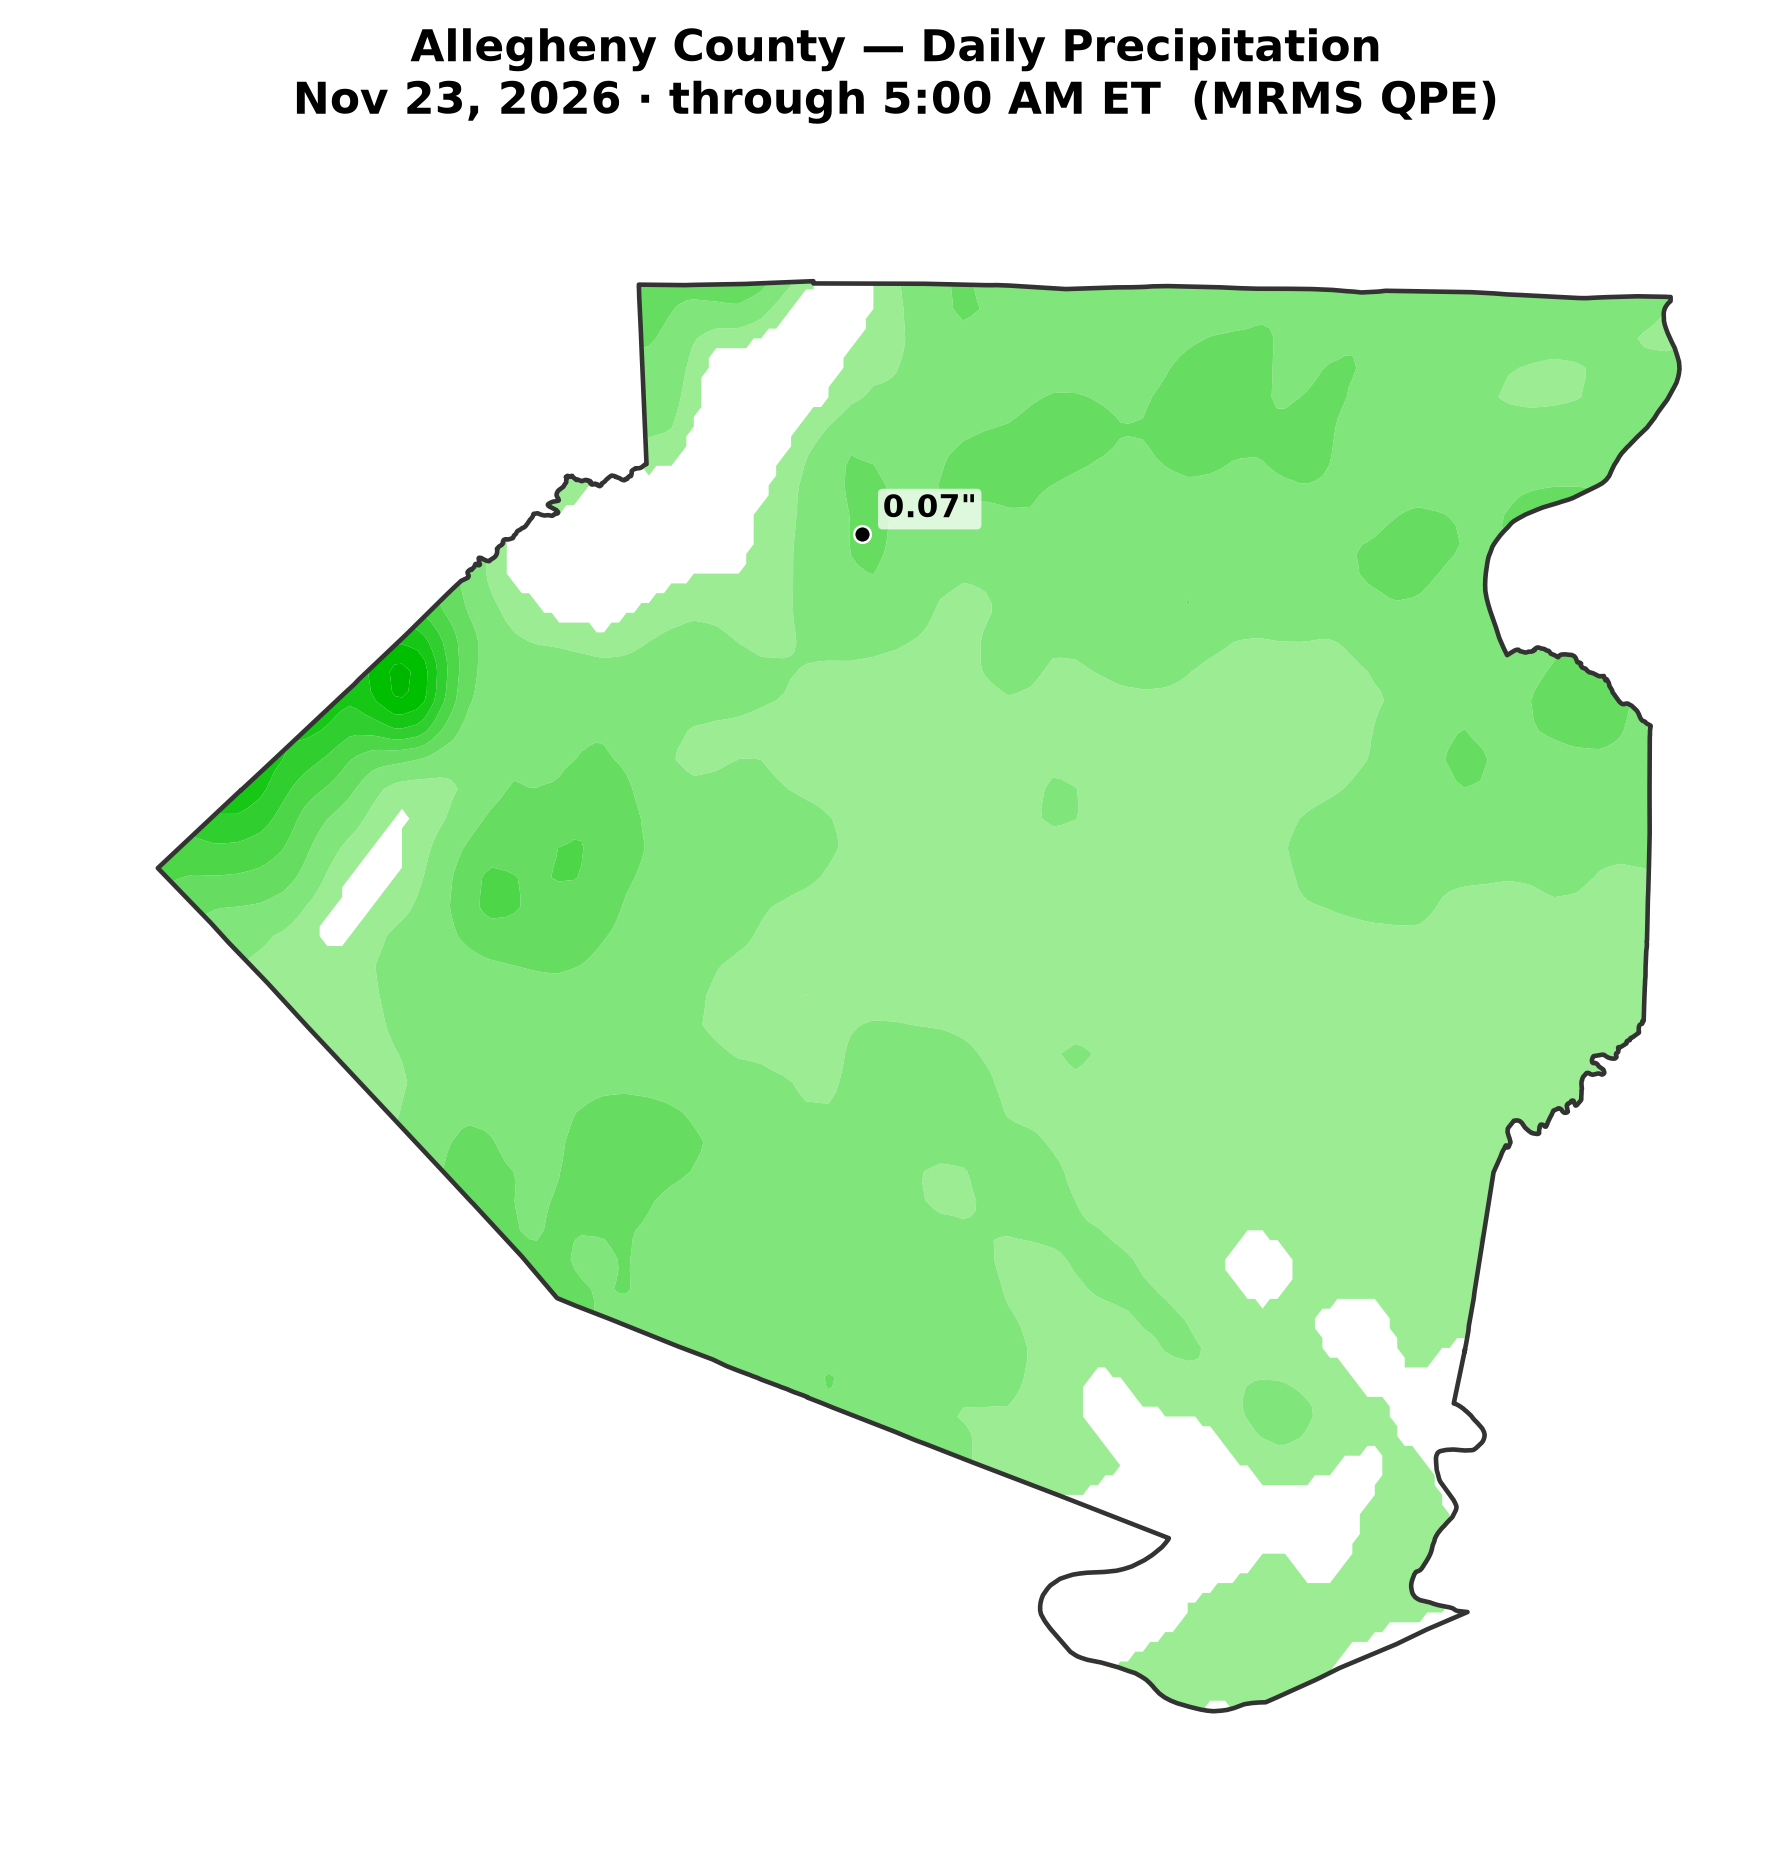 Allegheny County — Daily Precipitation
Nov 23, 2026 · through 5:00 AM ET (MRMS QPE)
0.07"